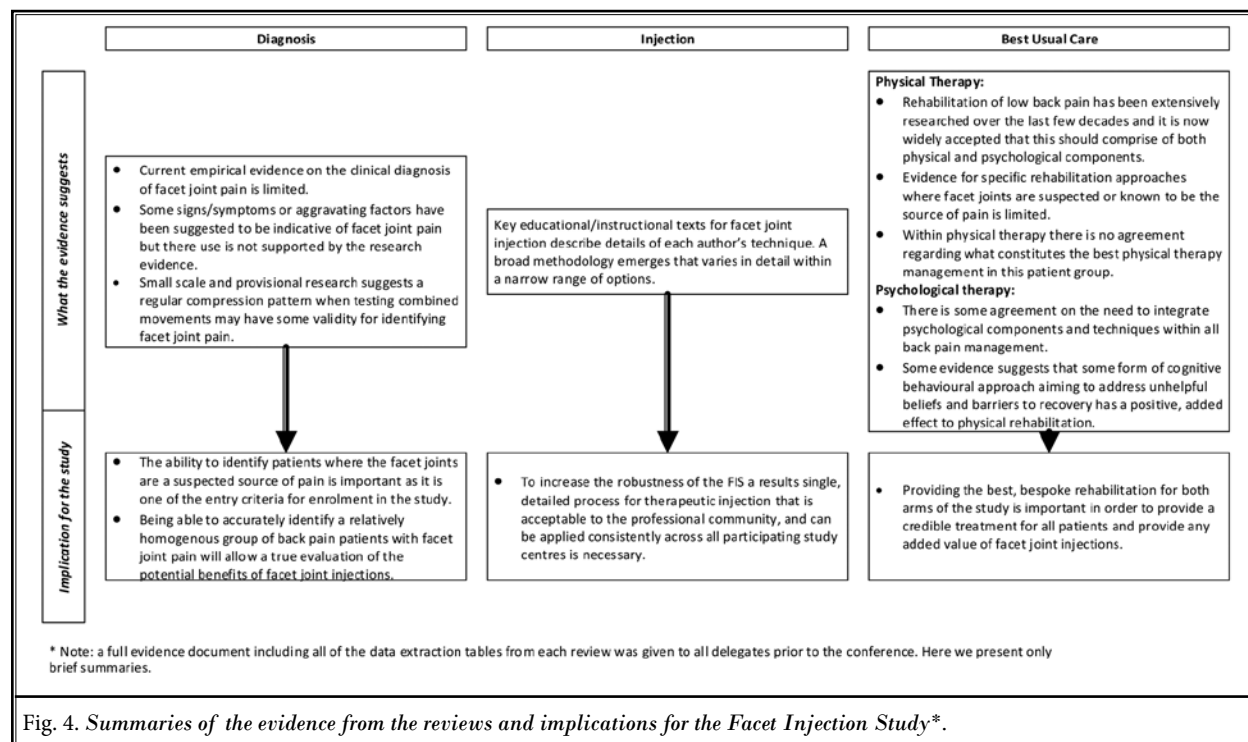 Diagnosis
Injection
Best Usual Care
What the evidence suggests
● Current empirical evidence on the clinical diagnosis
of facet joint pain is limited.
● Some signs/symptoms or aggravating factors have
been suggested to be indicative of facet joint pain
but there use is not supported by the research
evidence.
● Small scale and provisional research suggests a
regular compression pattern when testing combined
movements may have some validity for identifying
facet joint pain.
Key educational/instructional texts for facet joint
injection describe details of each author's technique. A
broad methodology emerges that varies in detail within
a narrow range of options.
Physical Therapy:
● Rehabilitation of low back pain has been extensively
researched over the last few decades and it is now
widely accepted that this should comprise of both
physical and psychological components.
● Evidence for specific rehabilitation approaches
where facet joints are suspected or known to be the
source of pain is limited.
● Within physical therapy there is no agreement
regarding what constitutes the best physical therapy
management in this patient group.
Psychological therapy:
● There is some agreement on the need to integrate
psychological components and techniques within all
back pain management.
● Some evidence suggests that some form of cognitive
behavioural approach aiming to address unhelpful
beliefs and barriers to recovery has a positive, added
effect to physical rehabilitation.
Implication for the study
● The ability to identify patients where the facet joints
are a suspected source of pain is important as it is
one of the entry criteria for enrolment in the study.
● Being able to accurately identify a relatively
homogenous group of back pain patients with facet
joint pain will allow a true evaluation of the
potential benefits of facet joint injections.
● To increase the robustness of the FIS a results single,
detailed process for therapeutic injection that is
acceptable to the professional community, and can
be applied consistently across all participating study
centres is necessary.
● Providing the best, bespoke rehabilitation for both
arms of the study is important in order to provide a
credible treatment for all patients and provide any
added value of facet joint injections.
* Note: a full evidence document including all of the data extraction tables from each review was given to all delegates prior to the conference. Here we present only
brief summaries.
Fig. 4. Summaries of the evidence from the reviews and implications for the Facet Injection Study*.